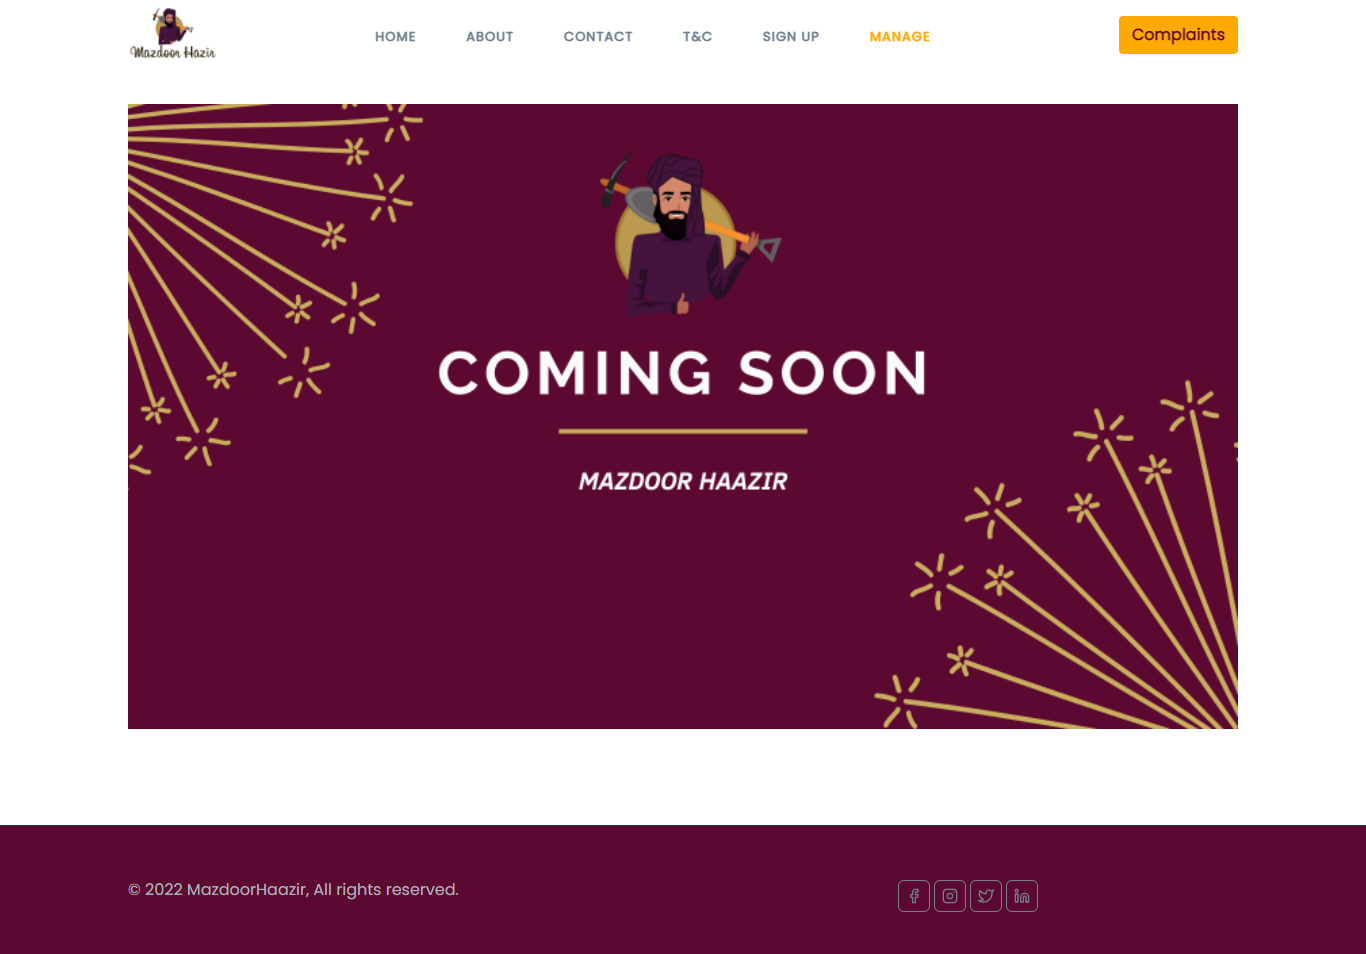 Mazdoor Hazir
HOME ABOUT CONTACT T&C SIGN UP MANAGE
Complaints
COMING SOON
MAZDOOR HAAZIR
© 2022 MazdoorHaazir, All rights reserved.